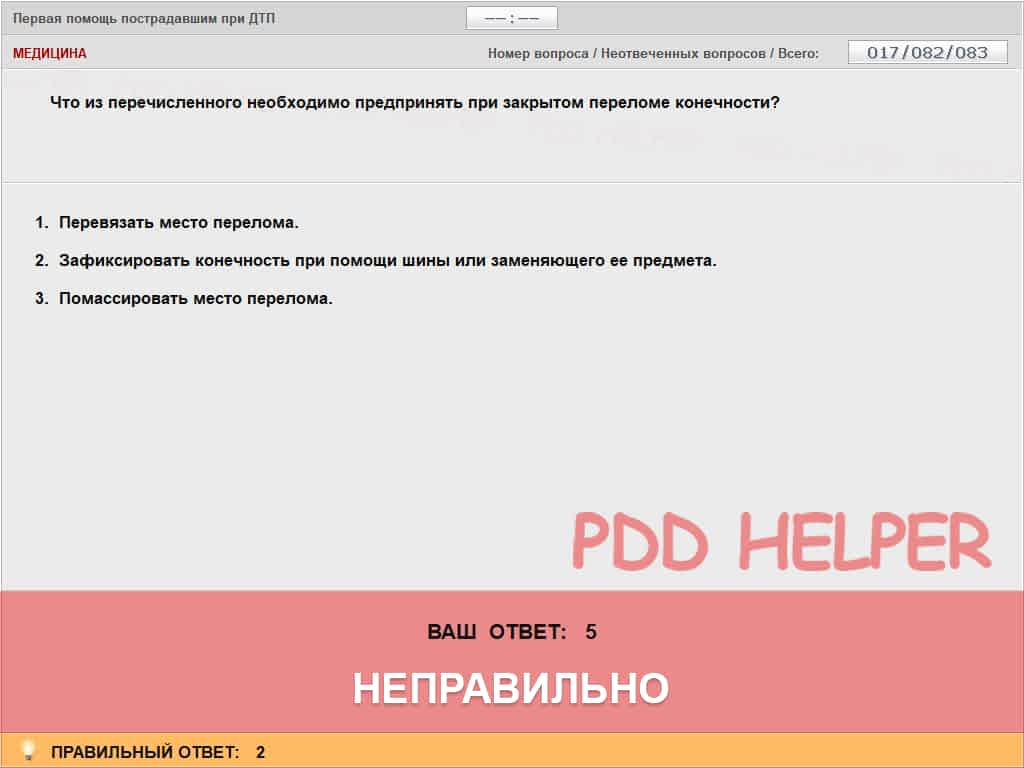 Первая помощь пострадавшим при ДТП
—— : ——
МЕДИЦИНА
Номер вопроса / Неотвеченных вопросов / Всего:
017/082/083
Что из перечисленного необходимо предпринять при закрытом переломе конечности?
1. Перевязать место перелома.
2. Зафиксировать конечность при помощи шины или заменяющего ее предмета.
3. Помассировать место перелома.
PDD HELPER
ВАШ ОТВЕТ: 5
НЕПРАВИЛЬНО
ПРАВИЛЬНЫЙ ОТВЕТ: 2